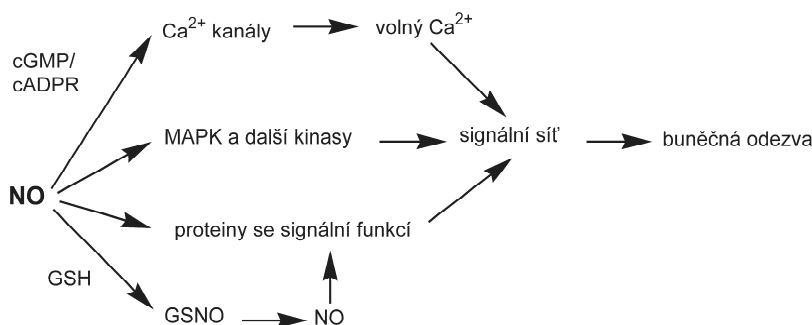 Ca²⁺ kanály
volný Ca²⁺
cGMP/
cADPR
MAPK a další kinasy
signální síť
buněčná odezva
NO
proteiny se signální funkcí
GSH
GSNO
NO